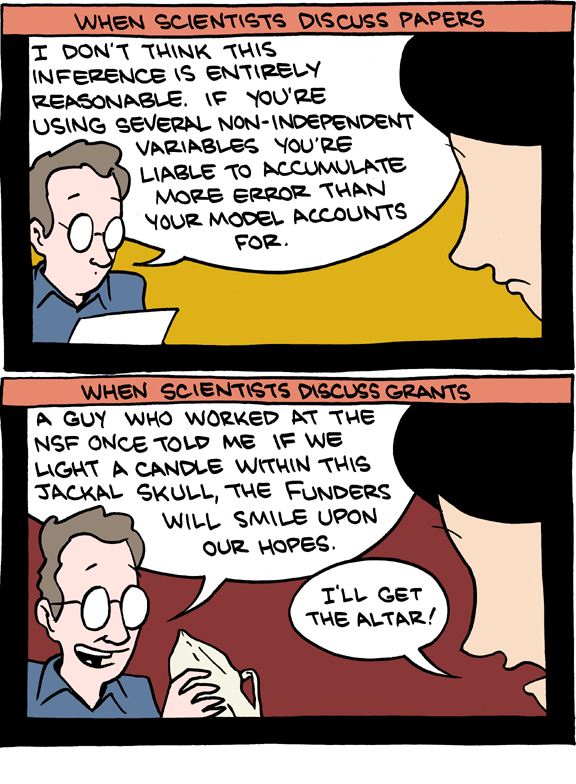 WHEN SCIENTISTS DISCUSS PAPERS
I DON'T THINK THIS
INFERENCE IS ENTIRELY
REASONABLE. IF YOU'RE
USING SEVERAL NON-INDEPENDENT
VARIABLES YOU'RE
LIABLE TO ACCUMULATE
MORE ERROR THAN
YOUR MODEL ACCOUNTS
FOR.
WHEN SCIENTISTS DISCUSS GRANTS
A GUY WHO WORKED AT THE
NSF ONCE TOLD ME IF WE
LIGHT A CANDLE WITHIN THIS
JACKAL SKULL, THE FUNDERS
WILL SMILE UPON
OUR HOPES.
I'LL GET
THE ALTAR!